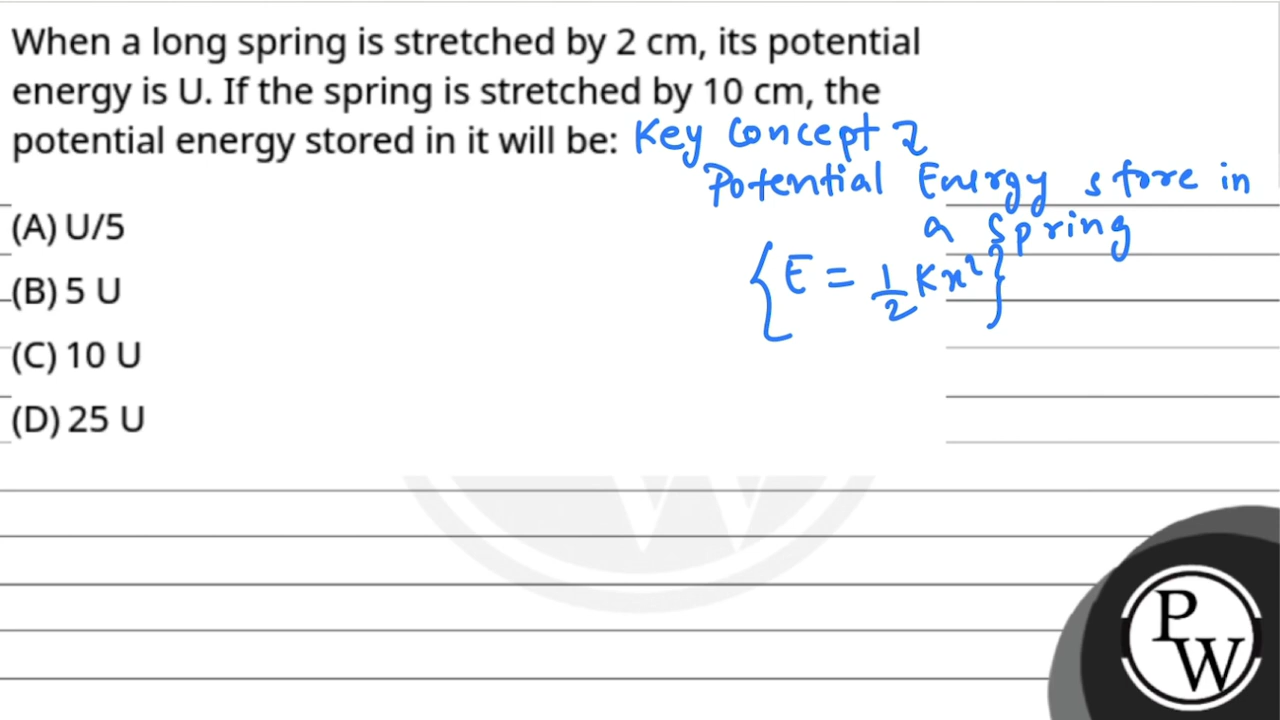 When a long spring is stretched by 2 cm, its potential
energy is U. If the spring is stretched by 10 cm, the
potential energy stored in it will be: Key Concept 2
Potential Energy store in
a spring
{E = 1/2 Kx²}
(A) U/5
(B) 5 U
(C) 10 U
(D) 25 U
P
W